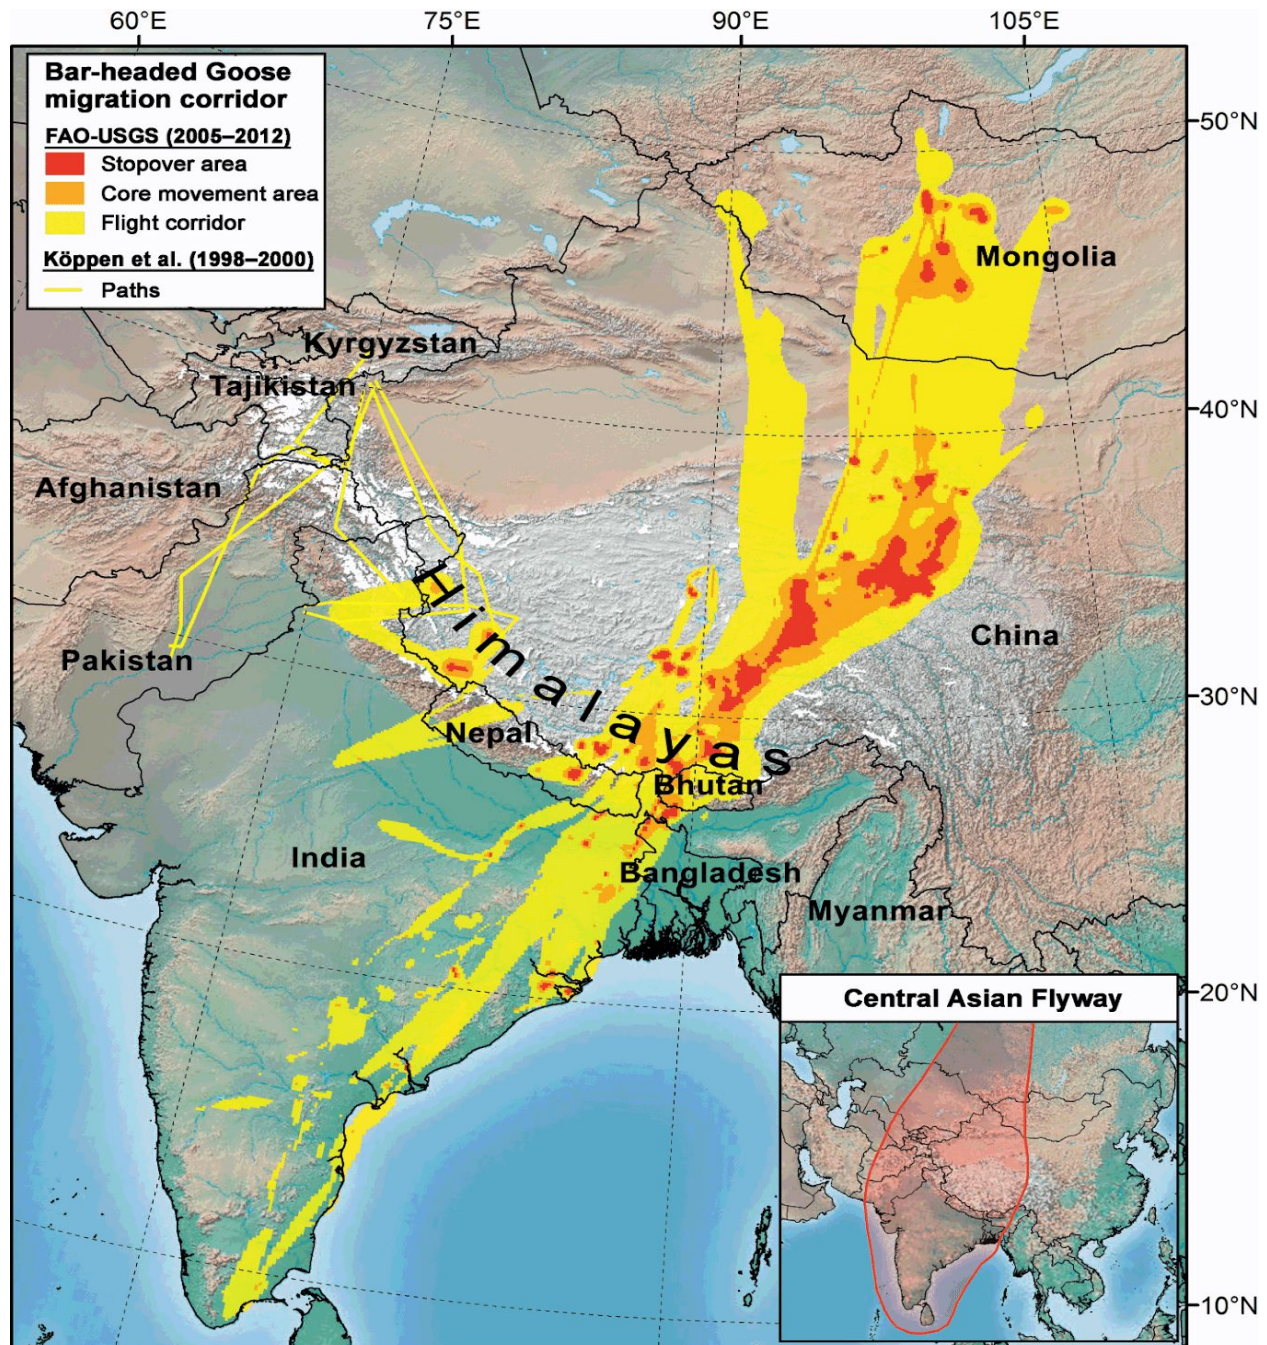 60°E
75°E
90°E
105°E
Bar-headed Goose
migration corridor
FAO-USGS (2005–2012)
Stopover area
Core movement area
Flight corridor
Köppen et al. (1998–2000)
Paths
50°N
Mongolia
Kyrgyzstan
Tajikistan
40°N
Afghanistan
Himalayas
China
Pakistan
30°N
Nepal
Bhutan
India
Bangladesh
Myanmar
20°N
Central Asian Flyway
10°N